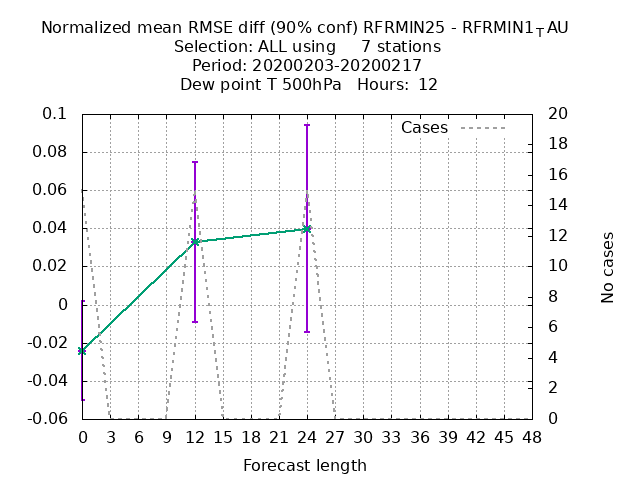 Normalized mean RMSE diff (90% conf) RFRMIN25 - RFRMIN1TAU
Selection: ALL using 7 stations
Period: 20200203-20200217
Dew point T 500hPa Hours: 12
Cases
0.1
0.08
0.06
0.04
0.02
0
-0.02
-0.04
-0.06
20
18
16
14
12
10
8
6
4
2
0
No cases
0 3 6 9 12 15 18 21 24 27 30 33 36 39 42 45 48
Forecast length